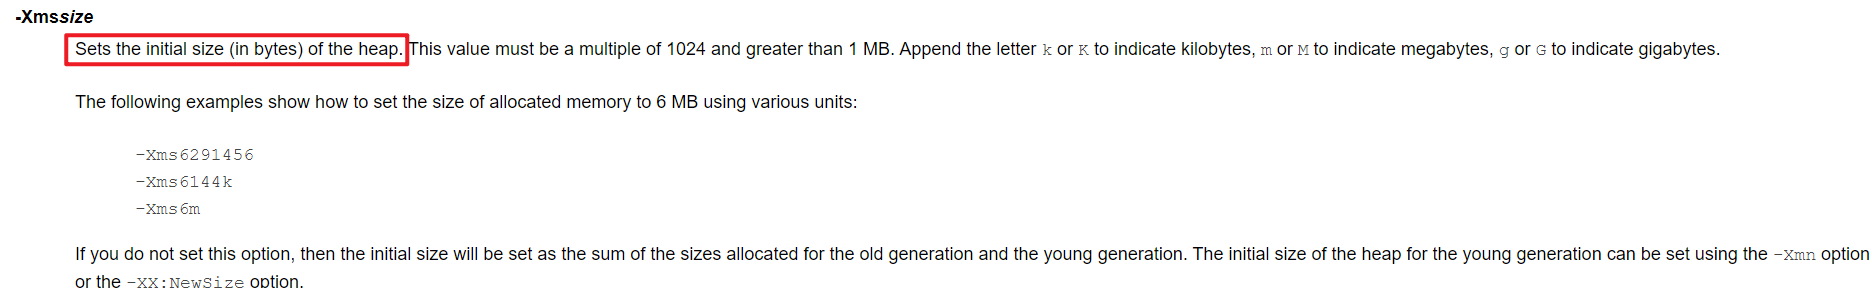 -Xmssize
Sets the initial size (in bytes) of the heap. This value must be a multiple of 1024 and greater than 1 MB. Append the letter k or K to indicate kilobytes, m or M to indicate megabytes, g or G to indicate gigabytes.
The following examples show how to set the size of allocated memory to 6 MB using various units:
-Xms6291456
-Xms6144k
-Xms6m
If you do not set this option, then the initial size will be set as the sum of the sizes allocated for the old generation and the young generation. The initial size of the heap for the young generation can be set using the -Xmn option
or the -XX:NewSize option.